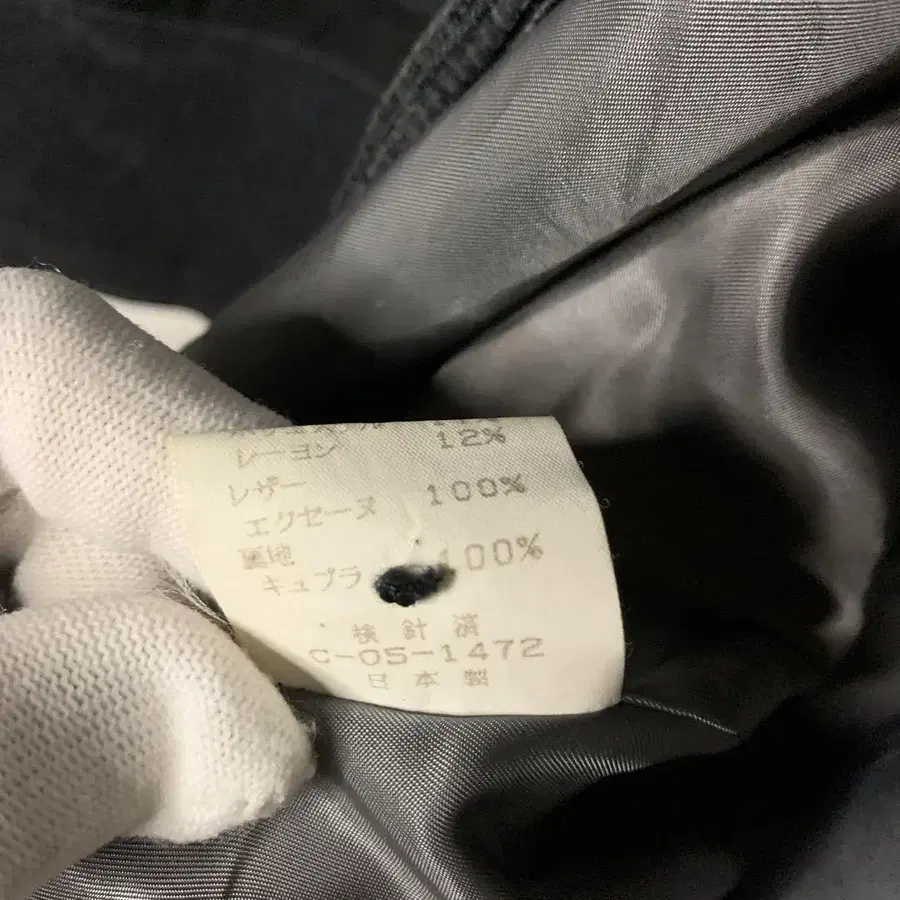 レーヨン 12%
レザー
エクセーヌ 100%
裏地
キュプラ 100%
検針済
C-OS-1472
日本製